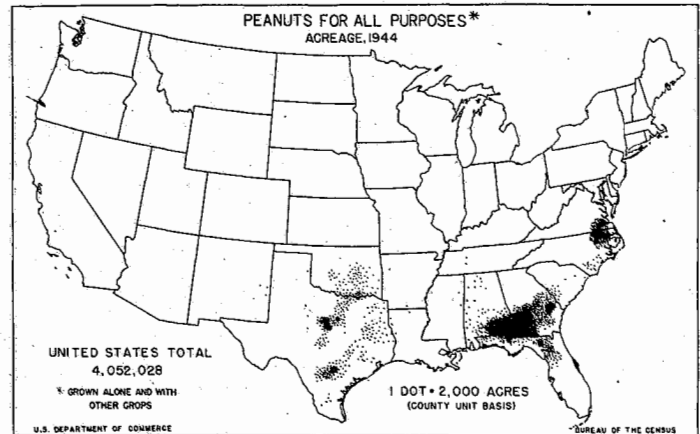 PEANUTS FOR ALL PURPOSES*
ACREAGE, 1944
UNITED STATES TOTAL
4,052,028
* GROWN ALONE AND WITH
OTHER CROPS
1 DOT • 2,000 ACRES
(COUNTY UNIT BASIS)
U.S. DEPARTMENT OF COMMERCE
BUREAU OF THE CENSUS